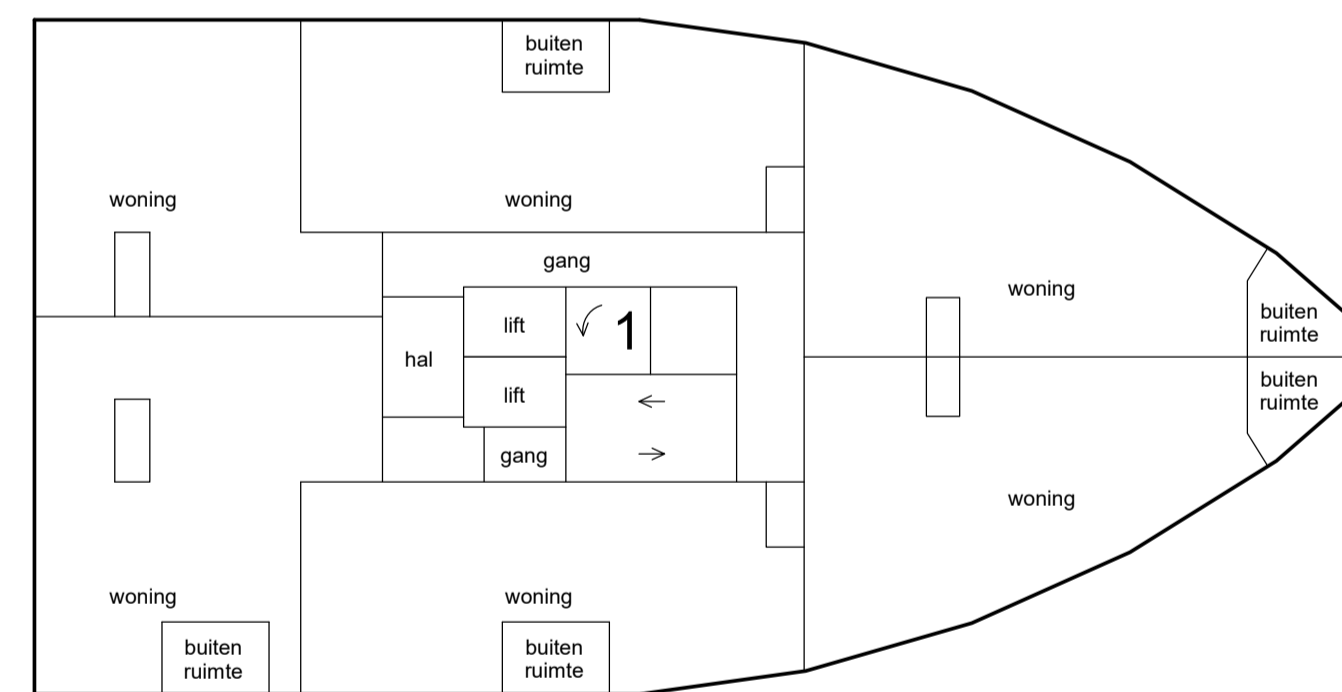 buiten
ruimte
woning
woning
gang
woning
lift
1
buiten
ruimte
hal
lift
buiten
ruimte
←
→
gang
woning
woning
woning
buiten
ruimte
buiten
ruimte